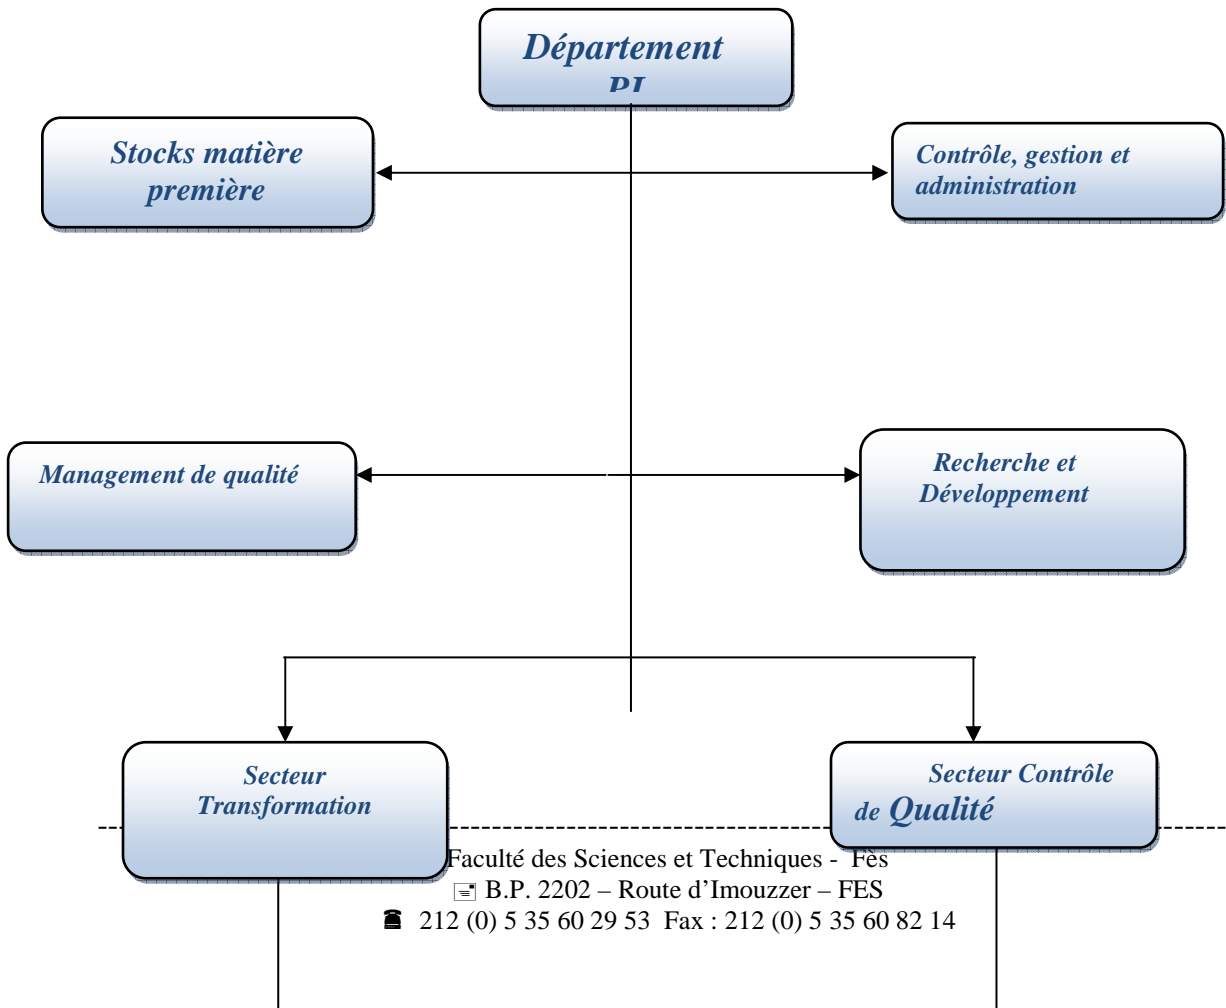 Département
PI
Stocks matière
première
Contrôle, gestion et
administration
Management de qualité
Recherche et
Développement
Secteur
Transformation
Secteur Contrôle
de Qualité
Faculté des Sciences et Techniques - Fès
B.P. 2202 – Route d’Imouzzer – FES
212 (0) 5 35 60 29 53 Fax : 212 (0) 5 35 60 82 14